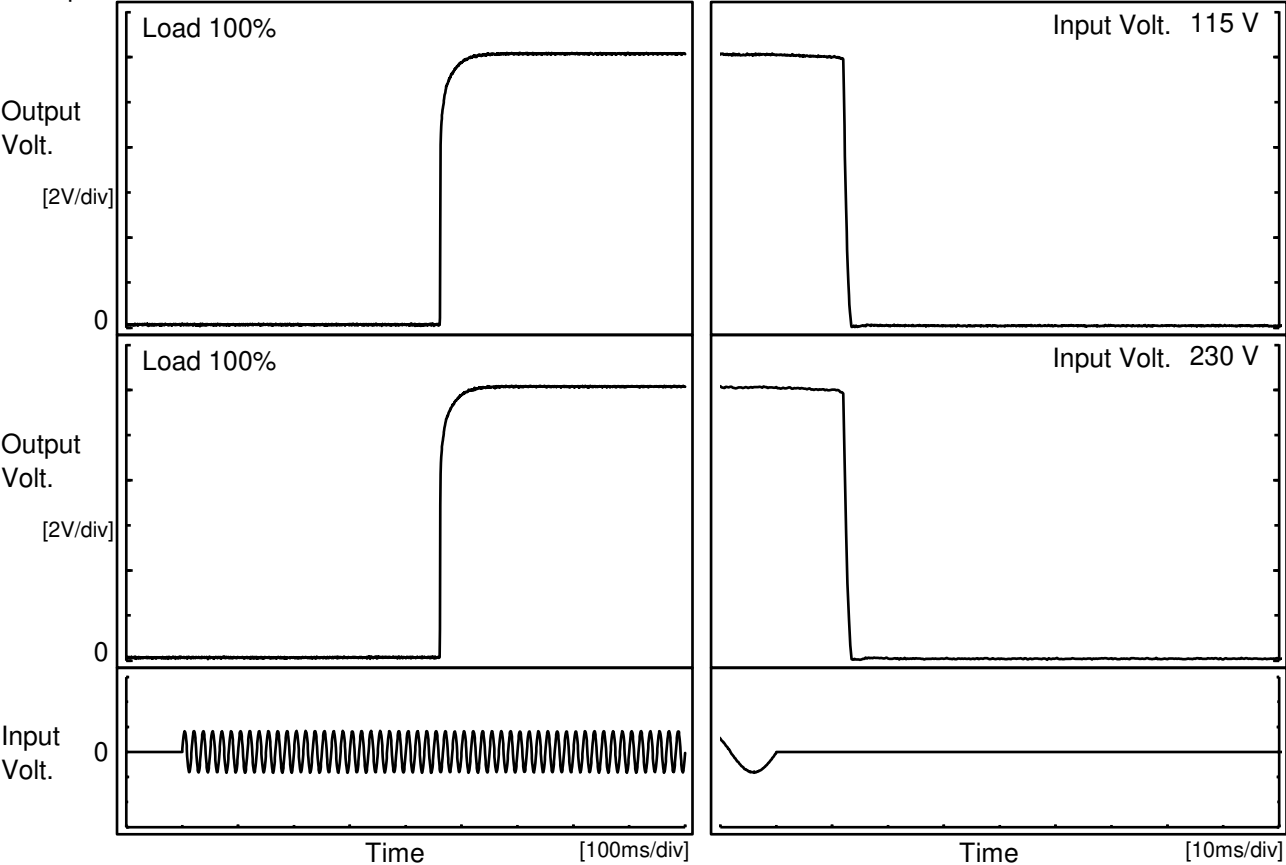 Load 100%
Input Volt. 115 V
Output
Volt.
[2V/div]
0
Load 100%
Input Volt. 230 V
Output
Volt.
[2V/div]
0
Input
Volt.
0
Time
[100ms/div]
Time
[10ms/div]